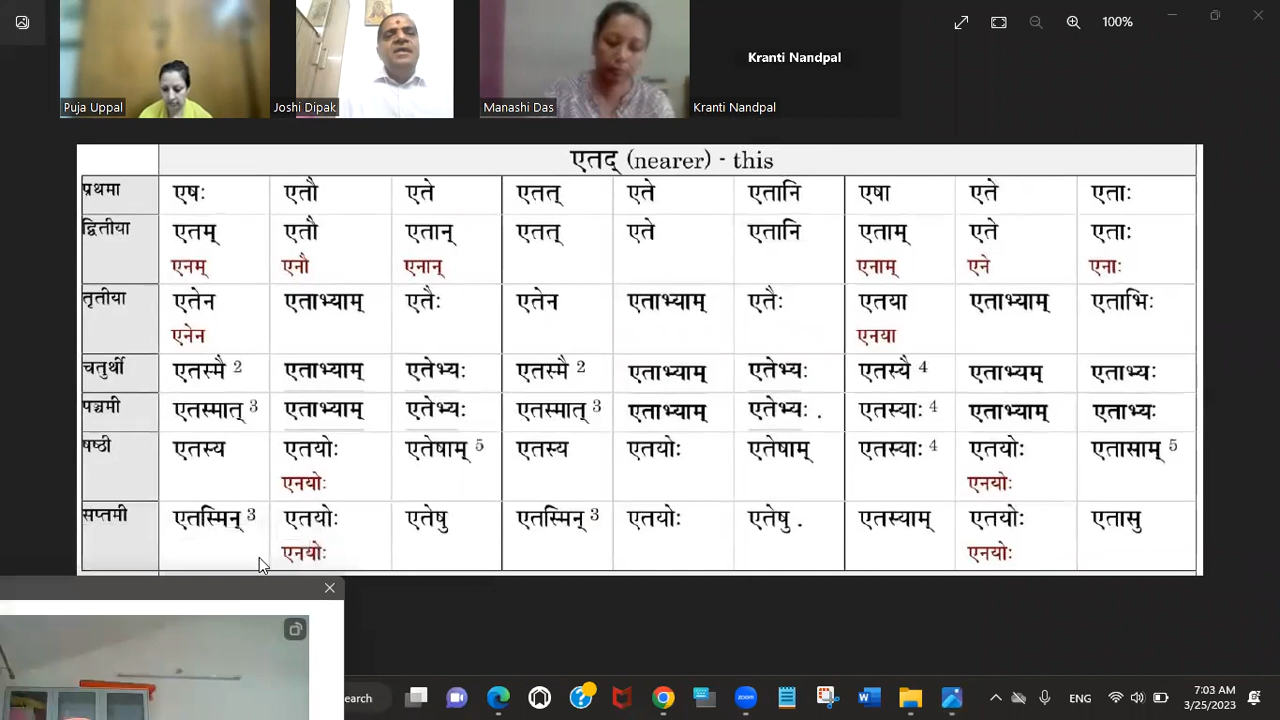 100%
Kranti Nandpal
Puja Uppal
Joshi Dipak
Manashi Das
Kranti Nandpal
एतद् (nearer) - this
प्रथमा एषः एतौ एते एतत् एते एतानि एषा एते एताः
द्वितीया एतम् एतौ एतान् एतत् एते एतानि एताम् एते एताः
एनम् एनौ एनान् एनाम् एने एनाः
तृतीया एतेन एताभ्याम् एतैः एतेन एताभ्याम् एतैः एतया एताभ्याम् एताभिः
एनेन एनया
चतुर्थी एतस्मै 2 एताभ्याम् एतेभ्यः एतस्मै 2 एताभ्याम् एतेभ्यः एतस्यै 4 एताभ्यम् एताभ्यः
पञ्चमी एतस्मात् 3 एताभ्याम् एतेभ्यः एतस्मात् 3 एताभ्याम् एतेभ्यः . एतस्याः 4 एताभ्याम् एताभ्यः
षष्ठी एतस्य एतयोः एतेषाम् 5 एतस्य एतयोः एतेषाम् एतस्याः 4 एतयोः एतासाम् 5
एनयोः एनयोः
सप्तमी एतस्मिन् 3 एतयोः एतेषु एतस्मिन् 3 एतयोः एतेषु . एतस्याम् एतयोः एतासु
एनयोः एनयोः
earch
zoom
W
ENG
7:03 AM
3/25/2023